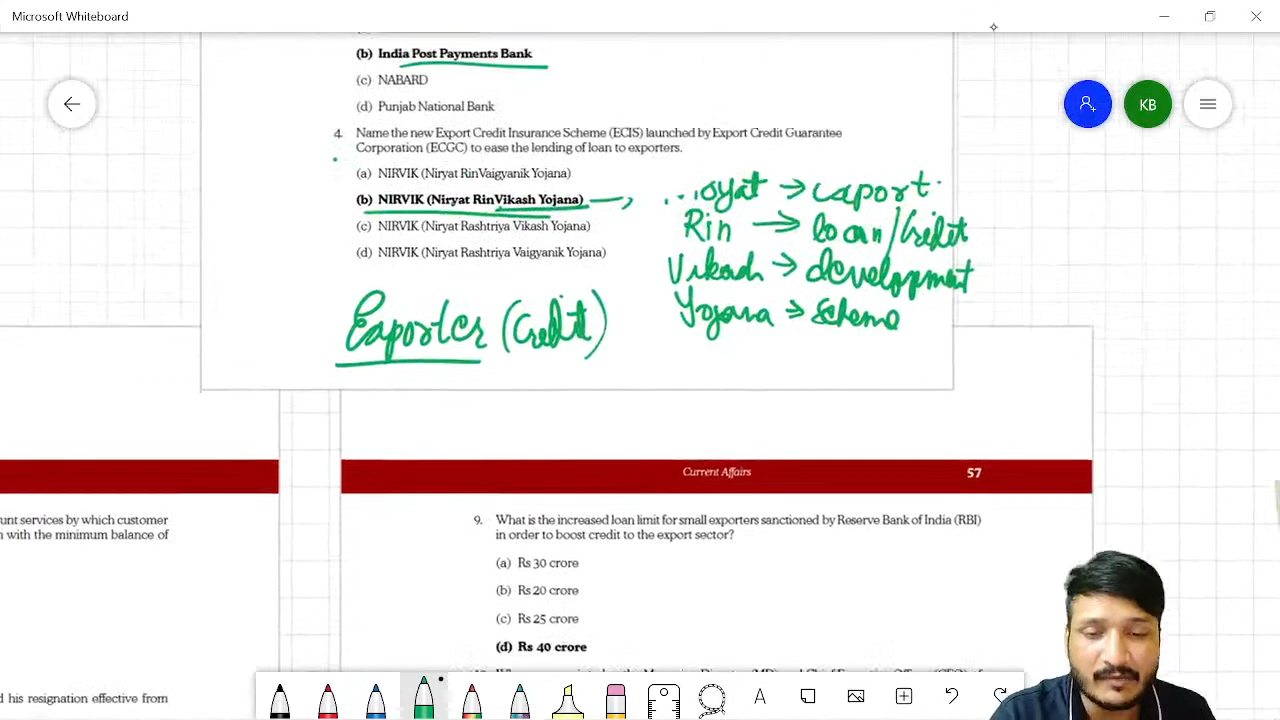 Microsoft Whiteboard
(b) India Post Payments Bank
(c) NABARD
(d) Punjab National Bank
4. Name the new Export Credit Insurance Scheme (ECIS) launched by Export Credit Guarantee
Corporation (ECGC) to ease the lending of loan to exporters.
(a) NIRVIK (Niryat RinVaigyanik Yojana)
(b) NIRVIK (Niryat RinVikash Yojana)
(c) NIRVIK (Niryat Rashtriya Vikash Yojana)
(d) NIRVIK (Niryat Rashtriya Vaigyanik Yojana)
→ export
Rin → loan/Credit
Vikash → development
Yojana → Scheme
Exporter (Credit)
KB
Current Affairs 57
unt services by which customer
with the minimum balance of
9. What is the increased loan limit for small exporters sanctioned by Reserve Bank of India (RBI)
in order to boost credit to the export sector?
(a) Rs 30 crore
(b) Rs 20 crore
(c) Rs 25 crore
(d) Rs 40 crore
his resignation effective from
A